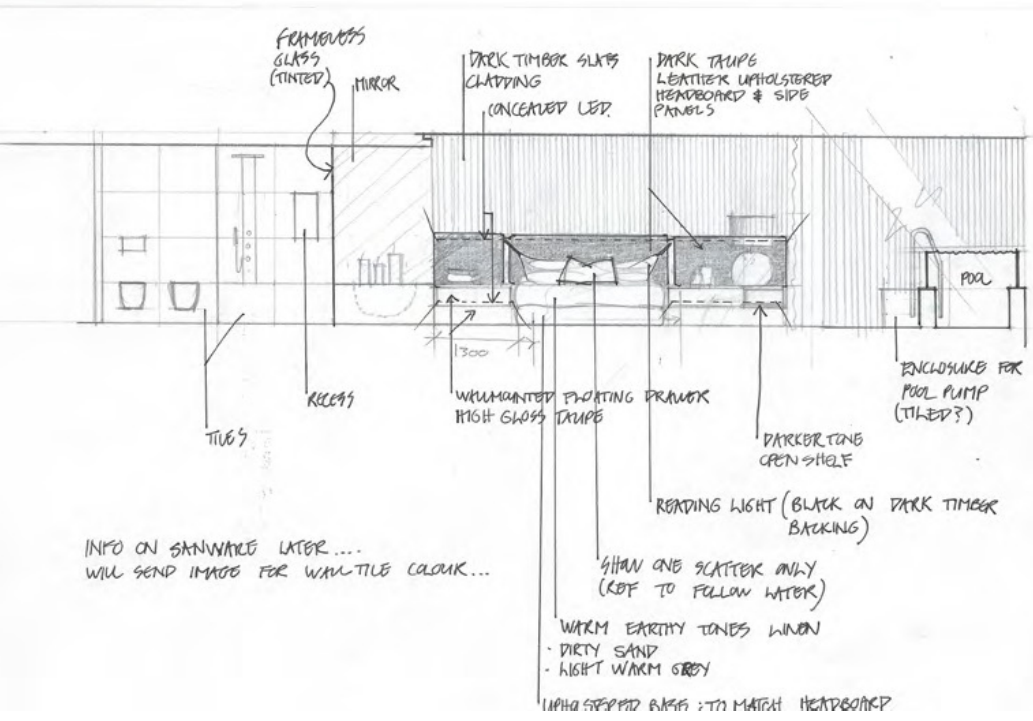 FRAMELESS
GLASS
(TINTED)
MIRROR
DARK TIMBER SLATS
CLADDING
CONCEALED LED.
DARK TAUPE
LEATHER UPHOLSTERED
HEADBOARD & SIDE
PANELS
POOL
1300
ENCLOSURE FOR
POOL PUMP
(TILED?)
RECESS
WALLMOUNTED FLOATING DRAWER
HIGH GLOSS TAUPE
TILES
DARKER TONE
OPEN SHELF
READING LIGHT (BLACK ON DARK TIMBER
BACKING)
INFO ON SANWARE LATER....
WILL SEND IMAGE FOR WALL TILE COLOUR...
SHOW ONE SCATTER ONLY
(REF TO FOLLOW LATER)
WARM EARTHY TONES LINEN
· DIRTY SAND
· LIGHT WARM GREY
UPHOLSTERED BASE : TO MATCH HEADBOARD